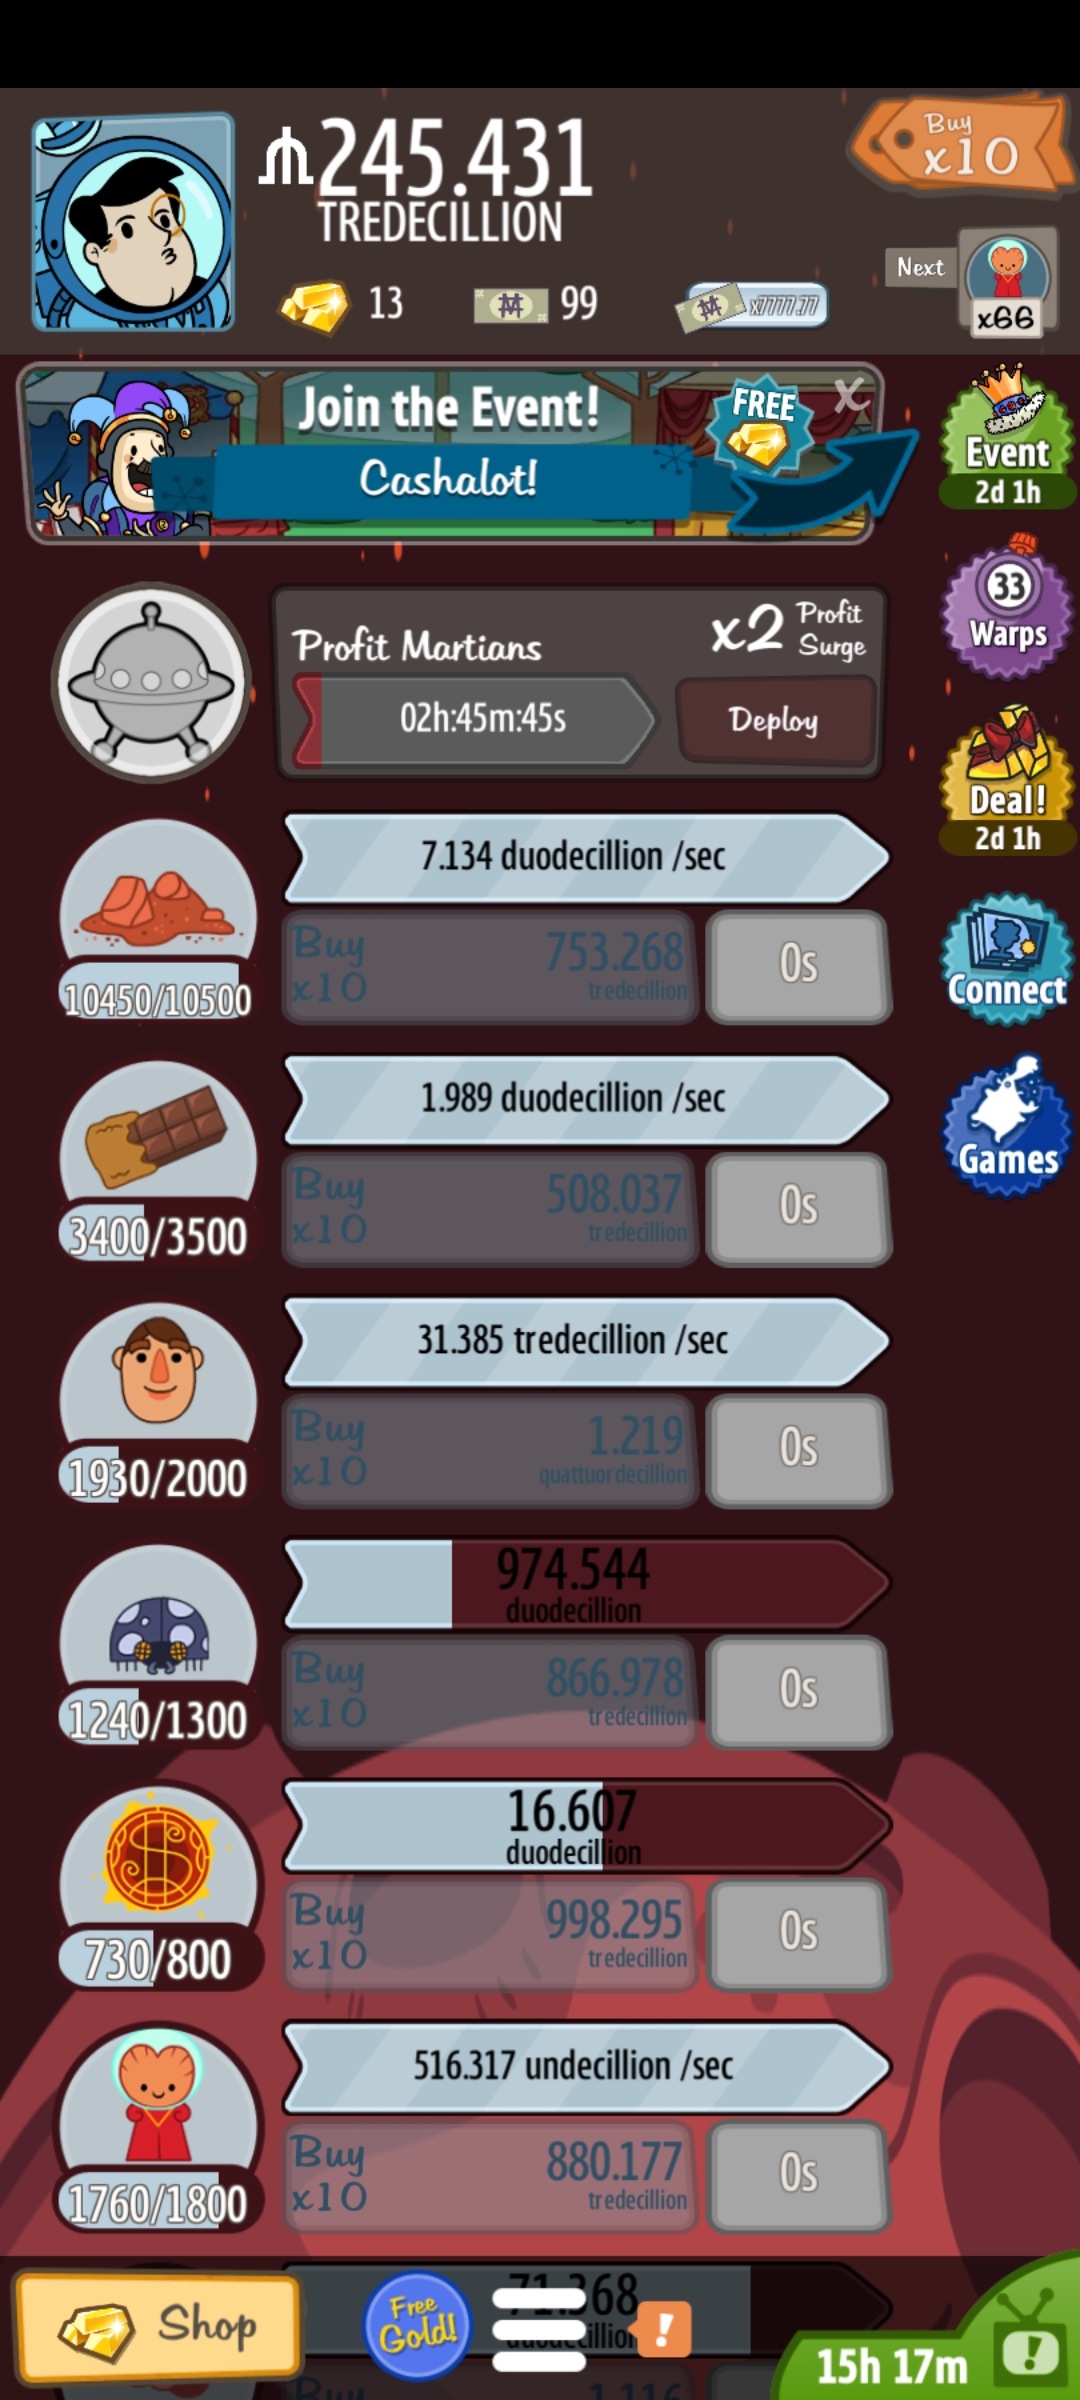 245.431
TREDECILLION
Buy
x10
13
99
x7777.77
Next
x66
Join the Event!
Cashalot!
FREE
X
Event
2d 1h
33
Warps
Profit Martians
x2 Profit
Surge
02h:45m:45s
Deploy
Deal!
2d 1h
7.134 duodecillion /sec
Buy
x10
753.268
tredecillion
0s
10450/10500
Connect
1.989 duodecillion /sec
Buy
x10
508.037
tredecillion
0s
3400/3500
Games
31.385 tredecillion /sec
Buy
x10
1.219
quattuordecillion
0s
1930/2000
974.544
duodecillion
Buy
x10
866.978
tredecillion
0s
1240/1300
16.607
duodecillion
Buy
x10
998.295
tredecillion
0s
730/800
516.317 undecillion /sec
Buy
x10
880.177
tredecillion
0s
1760/1800
Shop
Free
Gold!
!
15h 17m
!
Buy
1.116